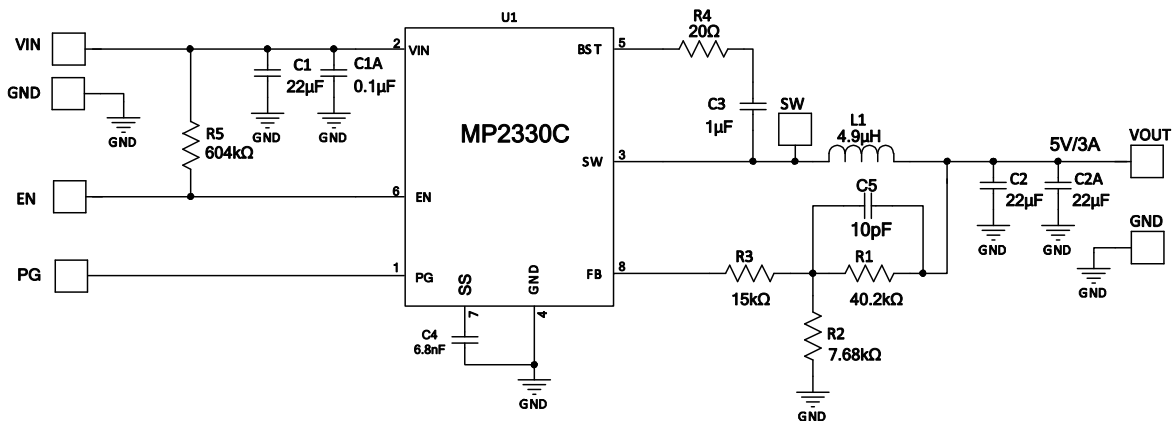 U1
VIN
2
VIN
C1
22µF
C1A
0.1µF
GND
GND
GND
GND
R5
604kΩ
EN
6
EN
PG
1
PG
MP2330C
BST
5
R4
20Ω
C3
1µF
SW
SW
3
L1
4.9µH
5V/3A
VOUT
C2
22µF
C2A
22µF
GND
GND
GND
GND
C5
10pF
FB
8
R3
15kΩ
R1
40.2kΩ
R2
7.68kΩ
GND
SS
7
GND
4
C4
6.8nF
GND